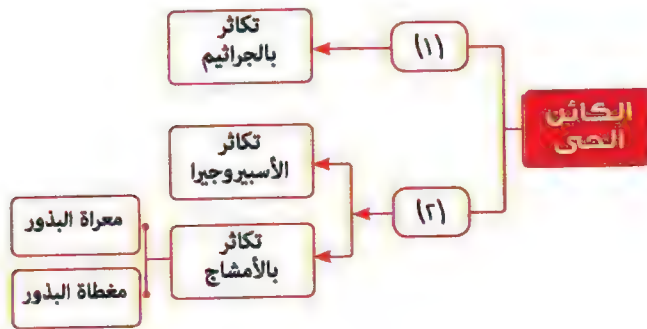 الكائن
الحى
(١)
تكاثر
بالجراثيم
(٢)
تكاثر
الأسبيروجيرا
تكاثر
بالأمشاج
معراة البذور
مغطاة البذور